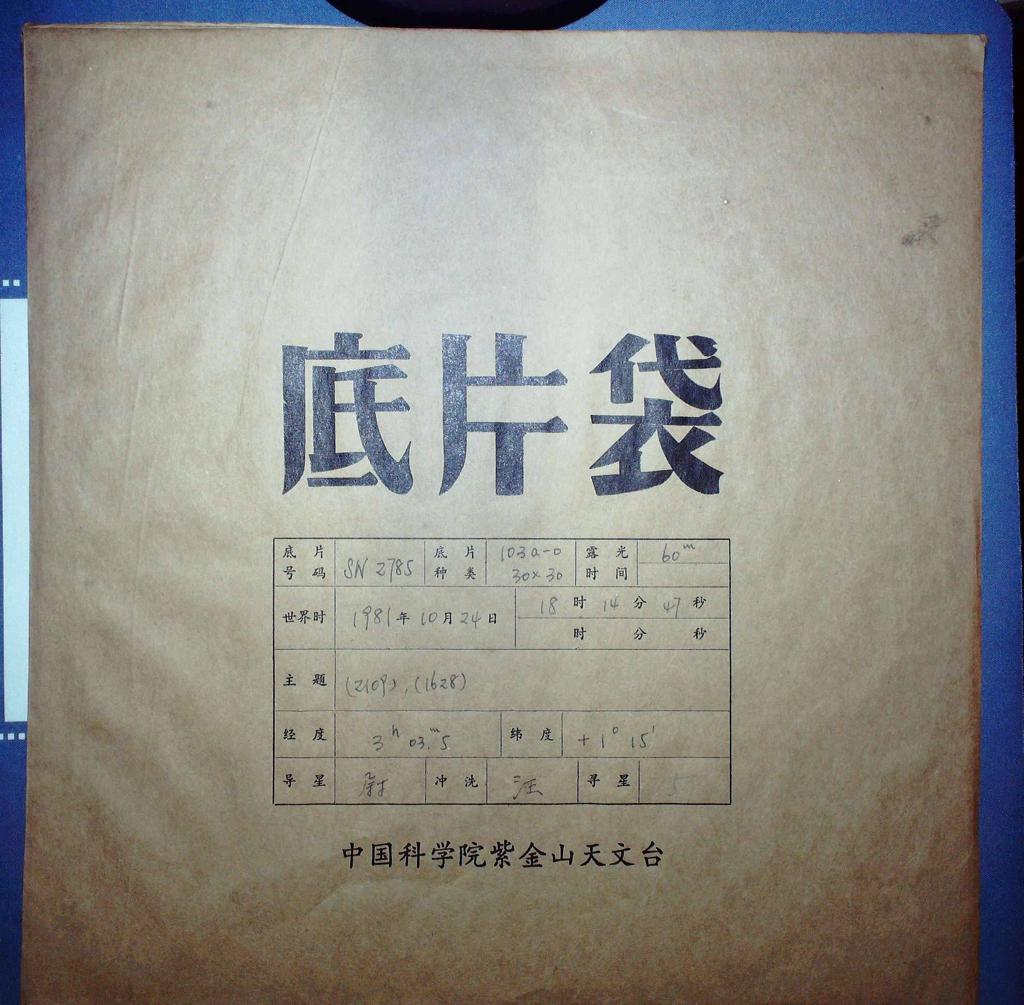 底片袋
底片号码 SN 2785 底片种类 103a-0 30×30 露光时间 60ᵐ
世界时 1981年10月24日 18时14分47秒
时 分 秒
主题 (2109),(1628)
经度 3ʰ 03.ᵐ5 纬度 +1° 15′
导星 尉 冲洗 汪 寻星
中国科学院紫金山天文台